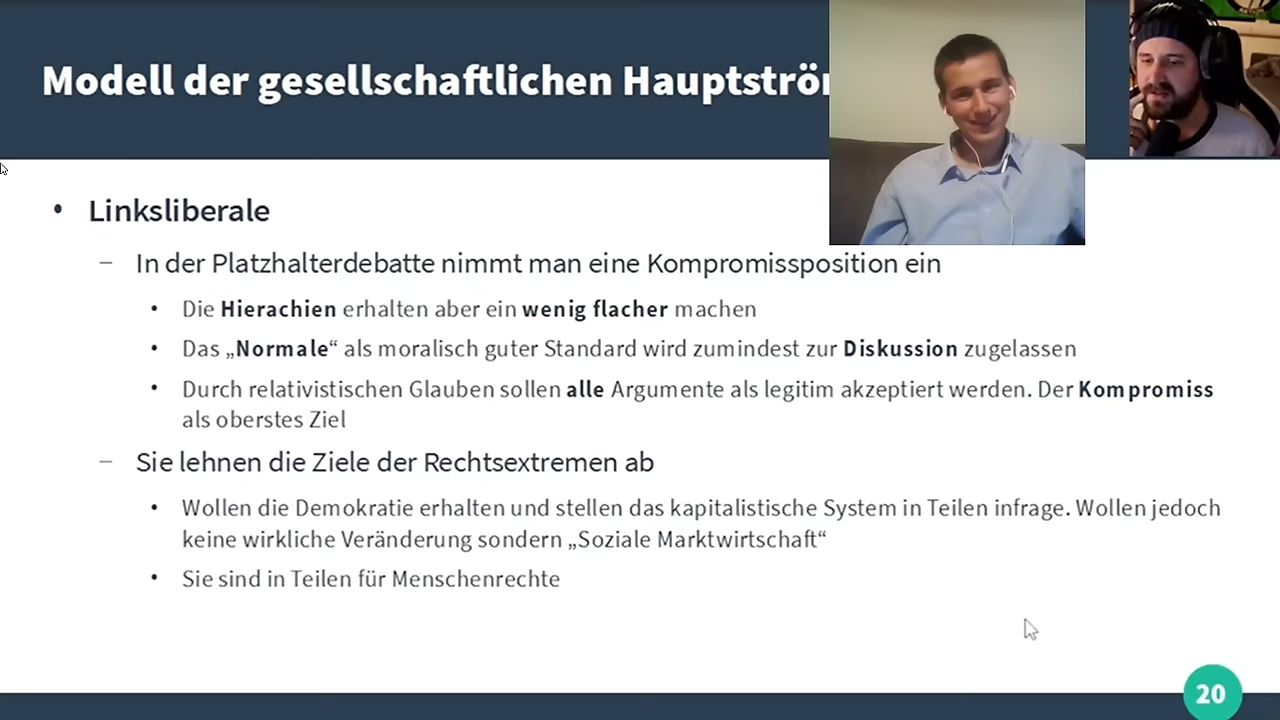 Modell der gesellschaftlichen
Linksliberale
In der Platzhalterdebatte nimmt man eine Kompromissposition ein
Die Hierachien erhalten aber ein wenig flacher machen
Das „Normale“ als moralisch guter Standard wird zumindest zur Diskussion zugelassen
Durch relativistischen Glauben sollen alle Argumente als legitim akzeptiert werden. Der Kompromiss
als oberstes Ziel
Sie lehnen die Ziele der Rechtsextremen ab
Wollen die Demokratie erhalten und stellen das kapitalistische System in Teilen infrage. Wollen jedoch
keine wirkliche Veränderung sondern „Soziale Marktwirtschaft“
Sie sind in Teilen für Menschenrechte
20